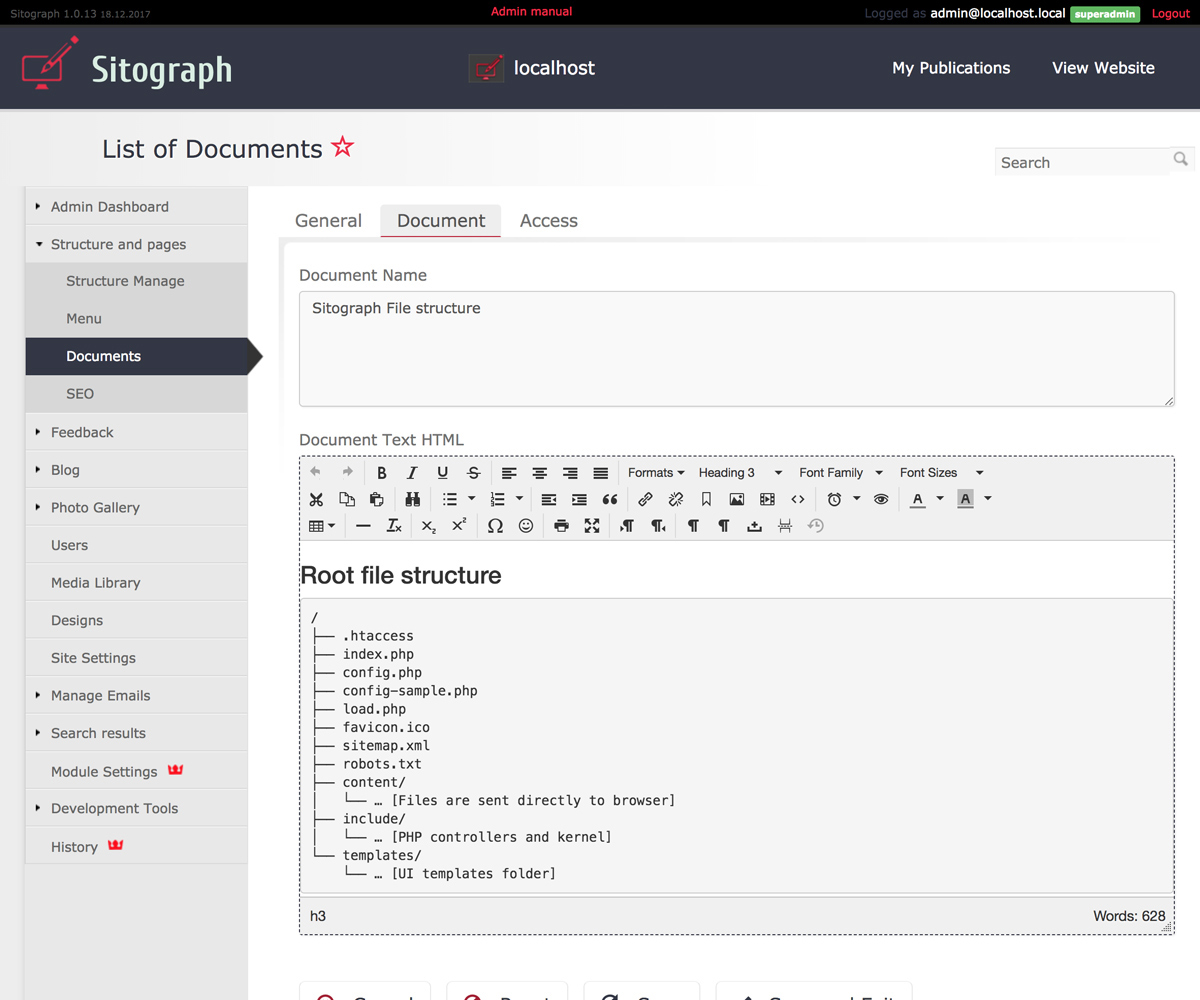 Sitograph 1.0.13 18.12.2017
Admin manual
Logged as admin@localhost.local superadmin Logout
Sitograph
localhost
My Publications
View Website
List of Documents
Search
Admin Dashboard
Structure and pages
Structure Manage
Menu
Documents
SEO
Feedback
Blog
Photo Gallery
Users
Media Library
Designs
Site Settings
Manage Emails
Search results
Module Settings
Development Tools
History
General Document Access
Document Name
Sitograph File structure
Document Text HTML
Formats Heading 3 Font Family Font Sizes
Root file structure
/
├── .htaccess
├── index.php
├── config.php
├── config-sample.php
├── load.php
├── favicon.ico
├── sitemap.xml
├── robots.txt
├── content/
│   └── … [Files are sent directly to browser]
├── include/
│   └── … [PHP controllers and kernel]
└── templates/
    └── … [UI templates folder]
h3
Words: 628